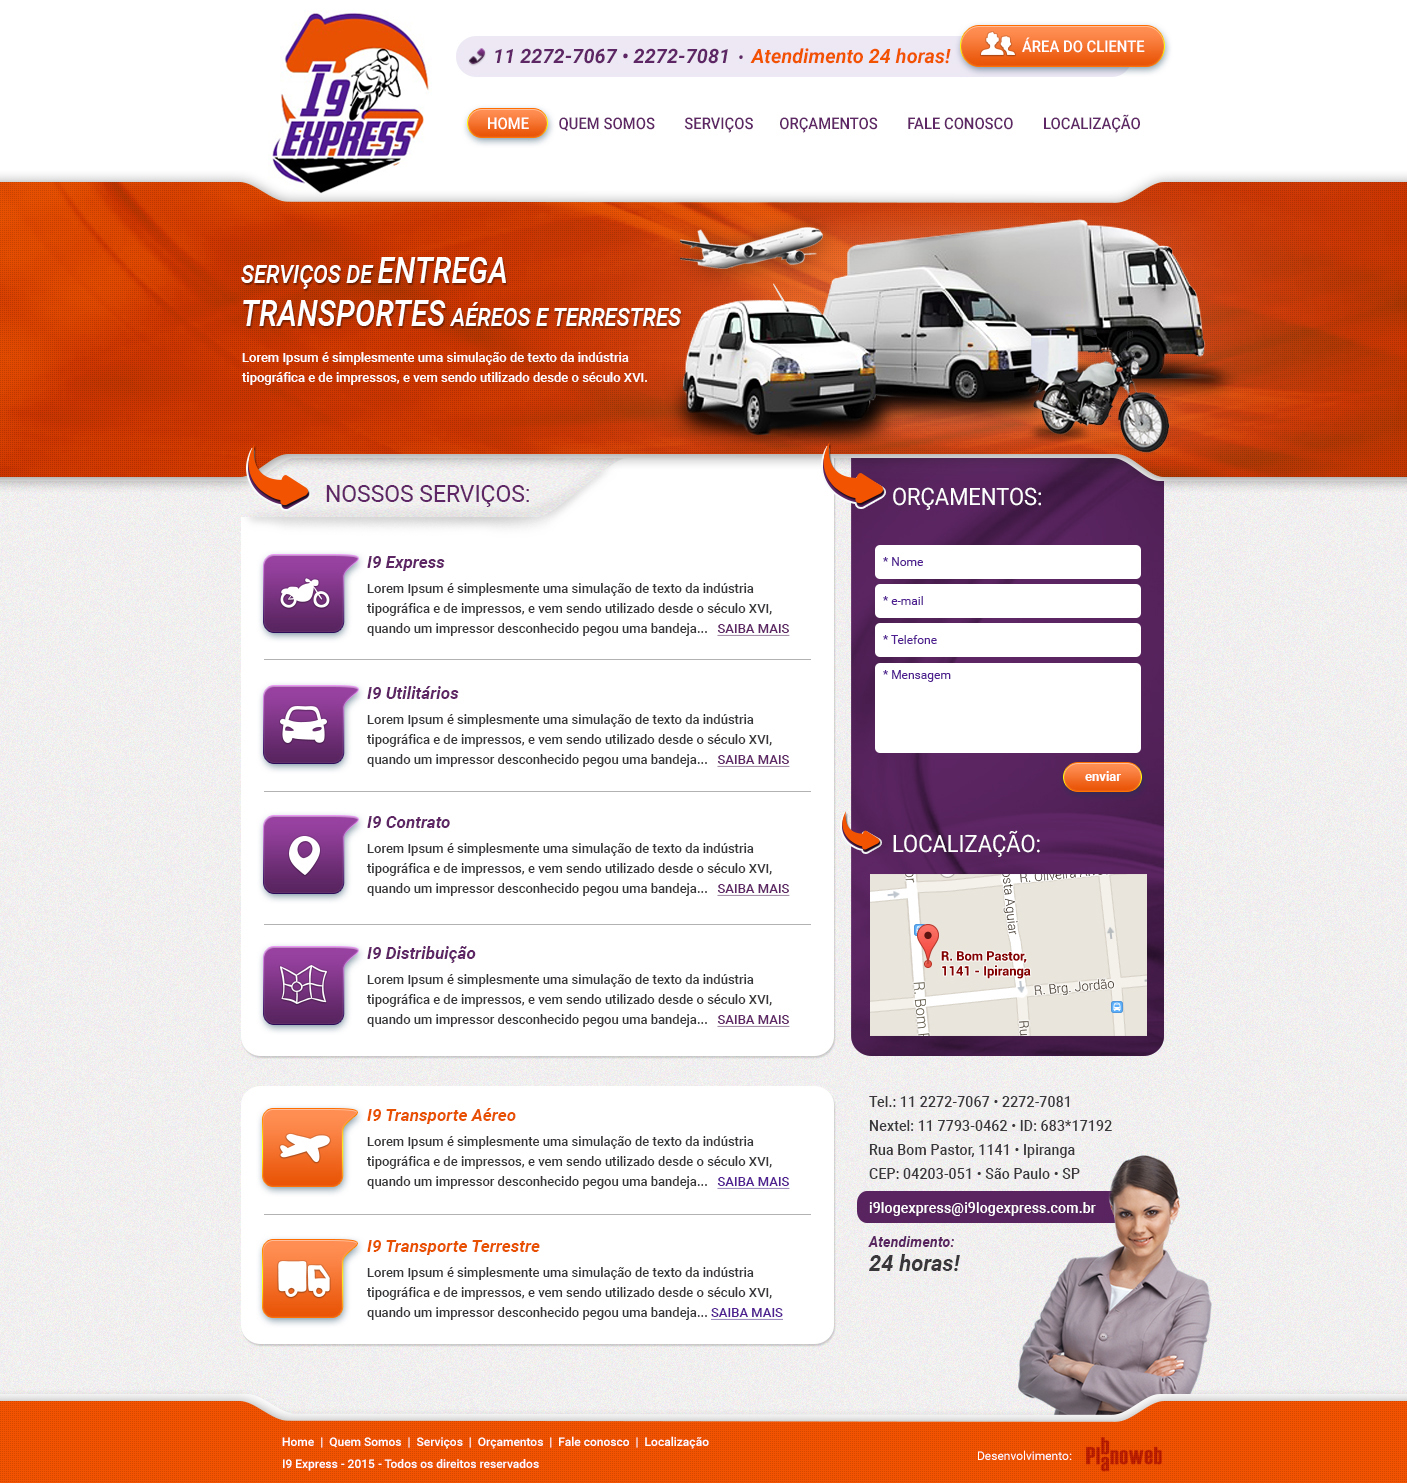 I9
EXPRESS
11 2272-7067 • 2272-7081 • Atendimento 24 horas!
ÁREA DO CLIENTE
HOME QUEM SOMOS SERVIÇOS ORÇAMENTOS FALE CONOSCO LOCALIZAÇÃO
SERVIÇOS DE ENTREGA
TRANSPORTES AÉREOS E TERRESTRES
Lorem Ipsum é simplesmente uma simulação de texto da indústria
tipográfica e de impressos, e vem sendo utilizado desde o século XVI.
NOSSOS SERVIÇOS:
I9 Express
Lorem Ipsum é simplesmente uma simulação de texto da indústria
tipográfica e de impressos, e vem sendo utilizado desde o século XVI,
quando um impressor desconhecido pegou uma bandeja... SAIBA MAIS
I9 Utilitários
Lorem Ipsum é simplesmente uma simulação de texto da indústria
tipográfica e de impressos, e vem sendo utilizado desde o século XVI,
quando um impressor desconhecido pegou uma bandeja... SAIBA MAIS
I9 Contrato
Lorem Ipsum é simplesmente uma simulação de texto da indústria
tipográfica e de impressos, e vem sendo utilizado desde o século XVI,
quando um impressor desconhecido pegou uma bandeja... SAIBA MAIS
I9 Distribuição
Lorem Ipsum é simplesmente uma simulação de texto da indústria
tipográfica e de impressos, e vem sendo utilizado desde o século XVI,
quando um impressor desconhecido pegou uma bandeja... SAIBA MAIS
I9 Transporte Aéreo
Lorem Ipsum é simplesmente uma simulação de texto da indústria
tipográfica e de impressos, e vem sendo utilizado desde o século XVI,
quando um impressor desconhecido pegou uma bandeja... SAIBA MAIS
I9 Transporte Terrestre
Lorem Ipsum é simplesmente uma simulação de texto da indústria
tipográfica e de impressos, e vem sendo utilizado desde o século XVI,
quando um impressor desconhecido pegou uma bandeja... SAIBA MAIS
ORÇAMENTOS:
* Nome
* e-mail
* Telefone
* Mensagem
enviar
LOCALIZAÇÃO:
R. Oliveira
Aguiar
R. Bom Pastor,
1141 - Ipiranga
R. Brg. Jordão
R. Bom
Tel.: 11 2272-7067 • 2272-7081
Nextel: 11 7793-0462 • ID: 683*17192
Rua Bom Pastor, 1141 • Ipiranga
CEP: 04203-051 • São Paulo • SP
i9logexpress@i9logexpress.com.br
Atendimento:
24 horas!
Home | Quem Somos | Serviços | Orçamentos | Fale conosco | Localização
I9 Express - 2015 - Todos os direitos reservados
Desenvolvimento: